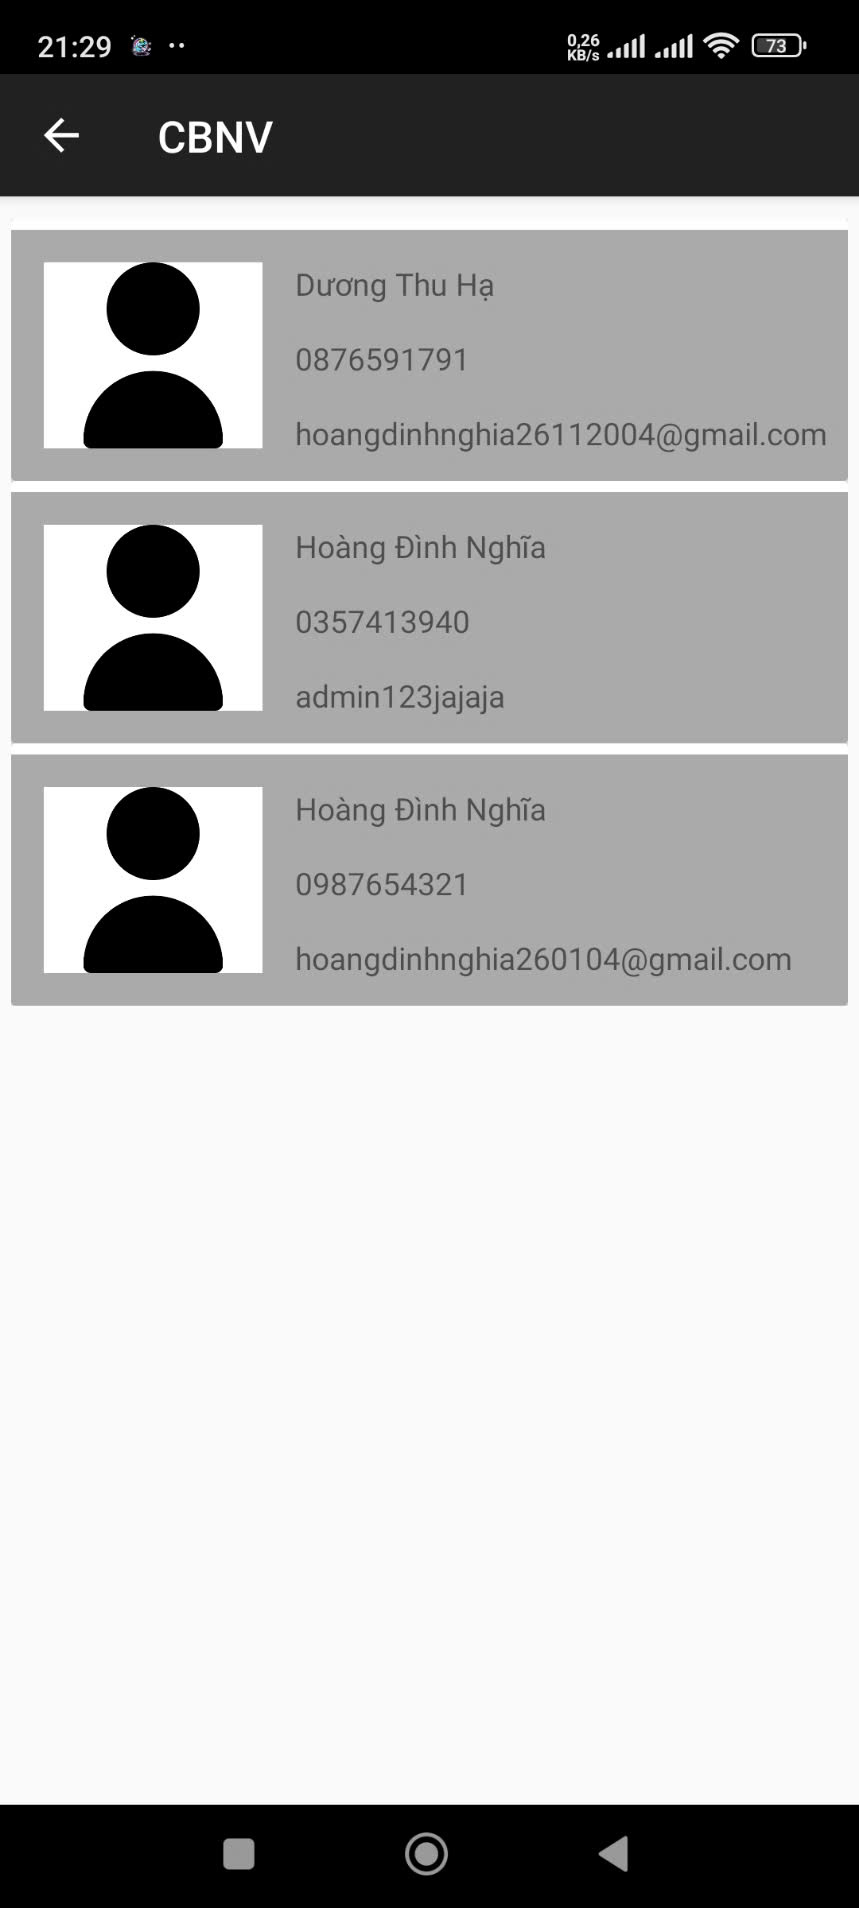 21:29
0,26
KB/s
73
CBNV
Dương Thu Hạ
0876591791
hoangdinhnghia26112004@gmail.com
Hoàng Đình Nghĩa
0357413940
admin123jajaja
Hoàng Đình Nghĩa
0987654321
hoangdinhnghia260104@gmail.com